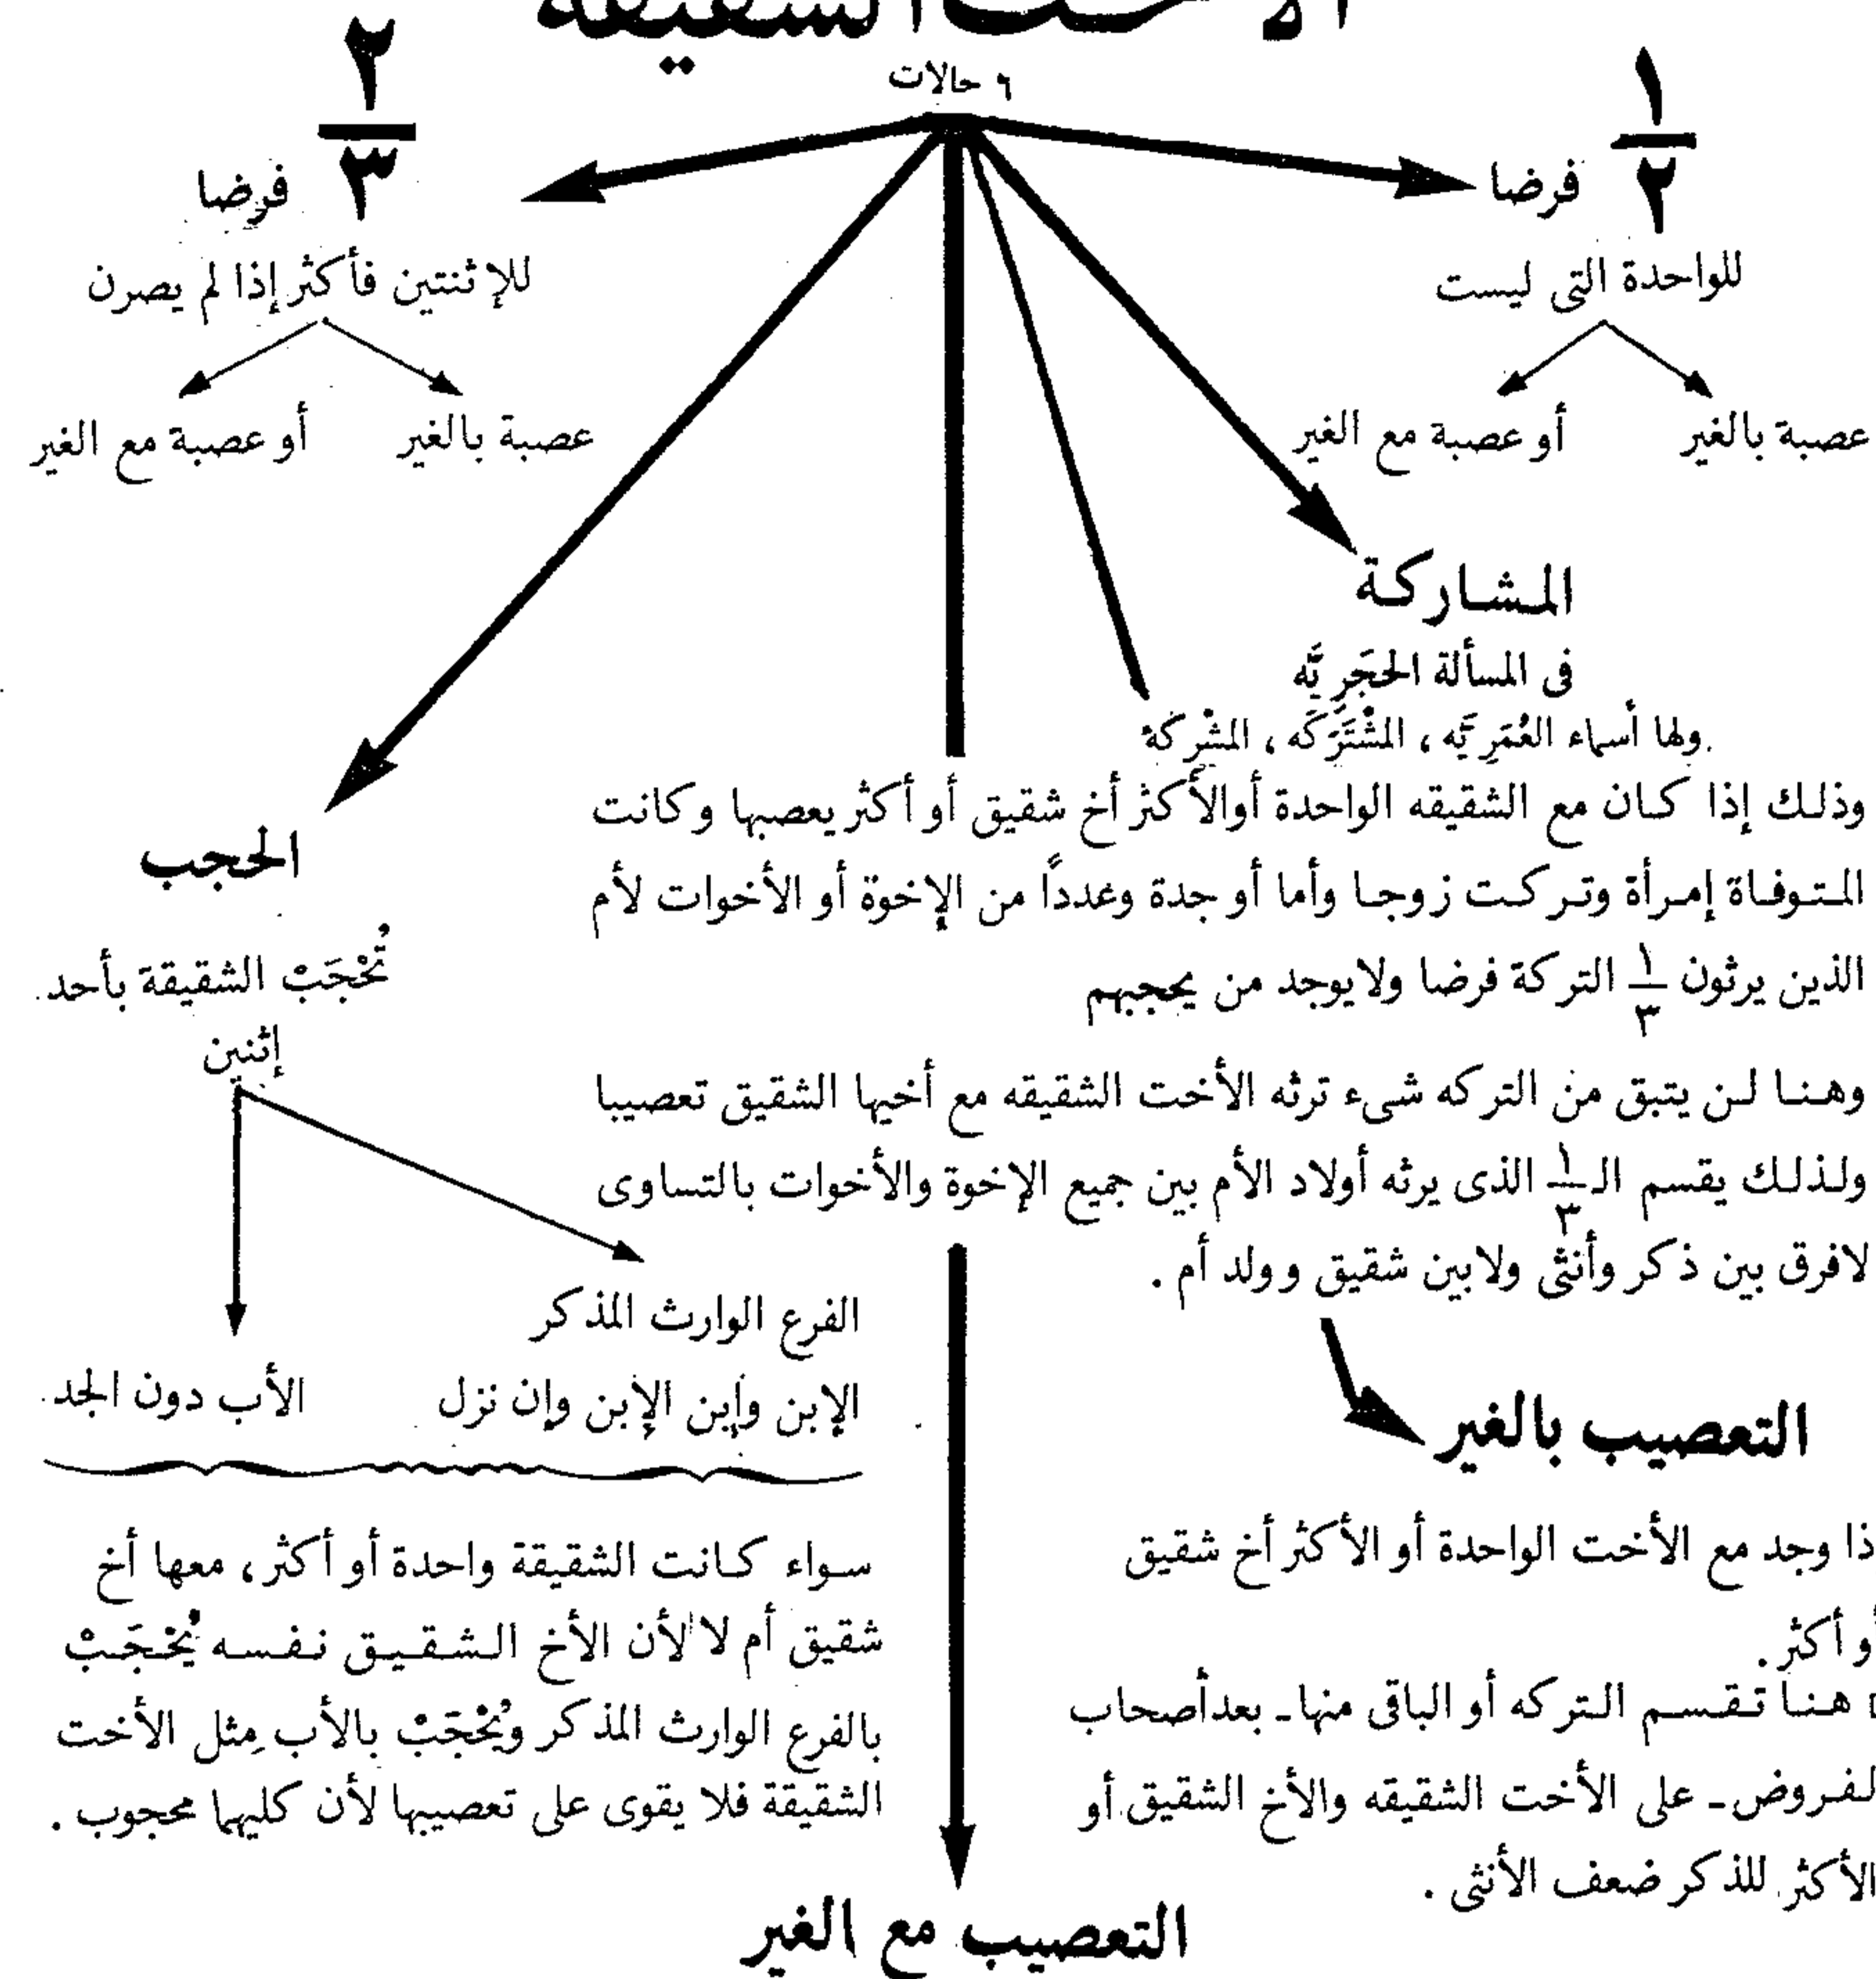 الأخت الشقيقة
٦ حالات
١
٢
فرضا
للواحدة التى ليست
عصبة بالغير
أو عصبة مع الغير
٢
٣
فرضا
للإثنتين فأكثر إذا لم يصرن
عصبة بالغير
أو عصبة مع الغير
المشاركة
فى المسألة الحَجَرِيَّه
ولها أسماء العُمَرِيَّه ، المشْتَرَكَه ، المشْرِكة
وذلك إذا كان مع الشقيقه الواحدة أوالأكثر أخ شقيق أو أكثر يعصبها وكانت
المتوفاة إمرأة وتركت زوجا وأما أو جدة وعدداً من الإخوة أو الأخوات لأم
الذين يرثون ١/٣ التركة فرضا ولايوجد من يحجبهم
وهنا لن يتبق من التركه شىء ترثه الأخت الشقيقه مع أخيها الشقيق تعصيبا
ولذلك يقسم الـ ١/٣ الذى يرثه أولاد الأم بين جميع الإخوة والأخوات بالتساوى
لافرق بين ذكر وأنثى ولابين شقيق وولد أم .
الحجب
تُحْجَبْ الشقيقة بأحد
إثنين
الفرع الوارث المذكر
الإبن وإبن الإبن وإن نزل
الأب دون الجد
سواء كانت الشقيقة واحدة أو أكثر ، معها أخ
شقيق أم لا لأن الأخ الشقيق نفسه يُحْجَبْ
بالفرع الوارث المذكر ويُحْجَبْ بالأب مِثل الأخت
الشقيقة فلا يقوى على تعصيبها لأن كليهما محجوب .
التعصيب بالغير
ذا وجد مع الأخت الواحدة أو الأكثر أخ شقيق
أو أكثر .
هنا تقسم التركه أو الباقى منها ـ بعد أصحاب
لفروض ـ على الأخت الشقيقه والأخ الشقيق أو
الأكثر للذكر ضعف الأنثى .
التعصيب مع الغير